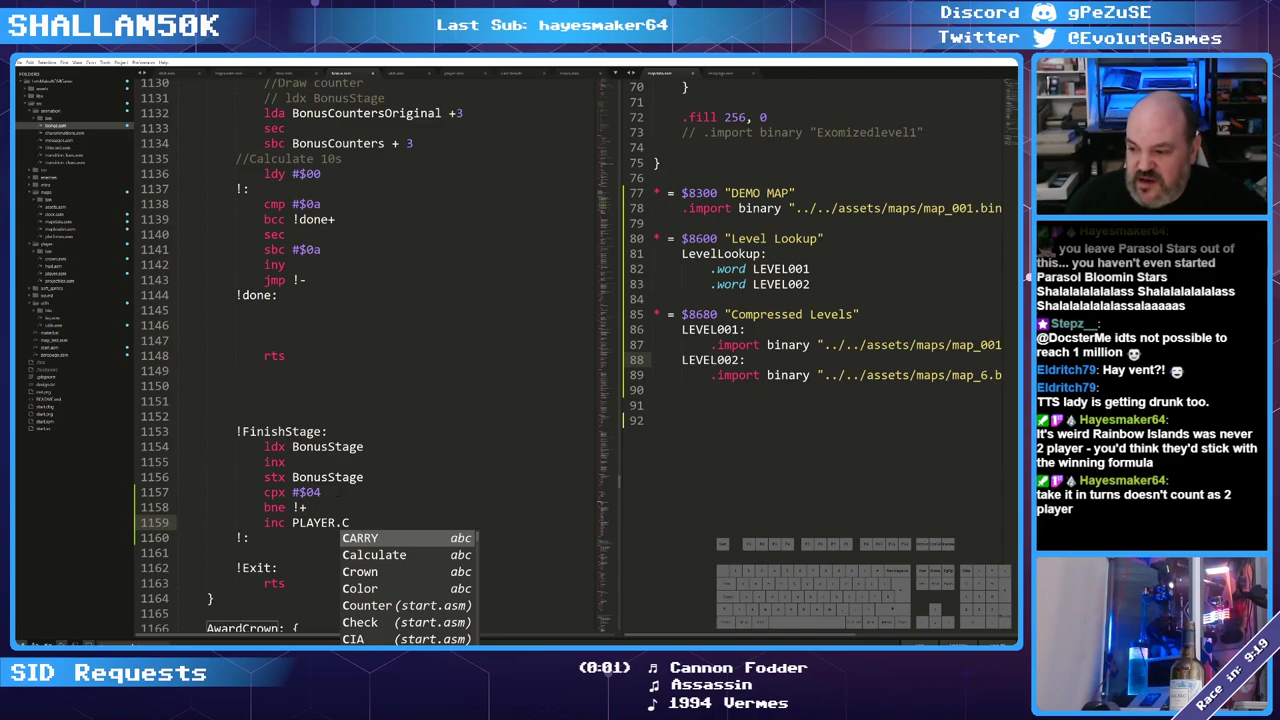 SHALLAN50K
Last Sub: hayesmaker64
Discord gPeZuSE
Twitter @EvoluteGames
FOLDERS
1130 //Draw counter
1131 // ldx BonusStage
1132 lda BonusCountersOriginal +3
1133 sec
1134 sbc BonusCounters + 3
1135 //Calculate 10s
1136 ldy #$00
1137 !:
1138 cmp #$0a
1139 bcc !done+
1140 sec
1141 sbc #$0a
1142 iny
1143 jmp !-
1144 !done:
1145
1146
1147
1148 rts
1149
1150
1151
1152
1153 !FinishStage:
1154 ldx BonusStage
1155 inx
1156 stx BonusStage
1157 cpx #$04
1158 bne !+
1159 inc PLAYER.C
1160 !:
1161
1162 !Exit:
1163 rts
1164 }
1165
1166 AwardCrown: {
CARRY abc
Calculate abc
Crown abc
Color abc
Counter (start.asm)
Check (start.asm)
CIA (start.asm)
70 }
71
72 .fill 256, 0
73 // .import binary "Exomizedlevel1"
74
75 }
76
77 * = $8300 "DEMO MAP"
78 .import binary "../../assets/maps/map_001.bin
79
80 * = $8600 "Level Lookup"
81 LevelLookup:
82 .word LEVEL001
83 .word LEVEL002
84
85 * = $8680 "Compressed Levels"
86 LEVEL001:
87 .import binary "../../assets/maps/map_001
88 LEVEL002:
89 .import binary "../../assets/maps/map_6.b
90
91
92
you leave Parasol Stars out of
this... you haven't even started
Parasol Bloomin Stars
Shalalalalalass Shalalalalalass
Shalalalalalassalaaaaas
Stepz__:
@DocsterMe ids not possible to
reach 1 million
Eldritch79: Hay vent?!
Eldritch79:
TTS lady is getting drunk too.
Hayesmaker64:
It's weird Rainbow Islands was never
2 player - you'd think they'd stick with
the winning formula
Hayesmaker64:
take it in turns doesn't count as 2
player
SID Requests
(0:01) Cannon Fodder
Assassin
1994 Vermes
Race in: 9:19